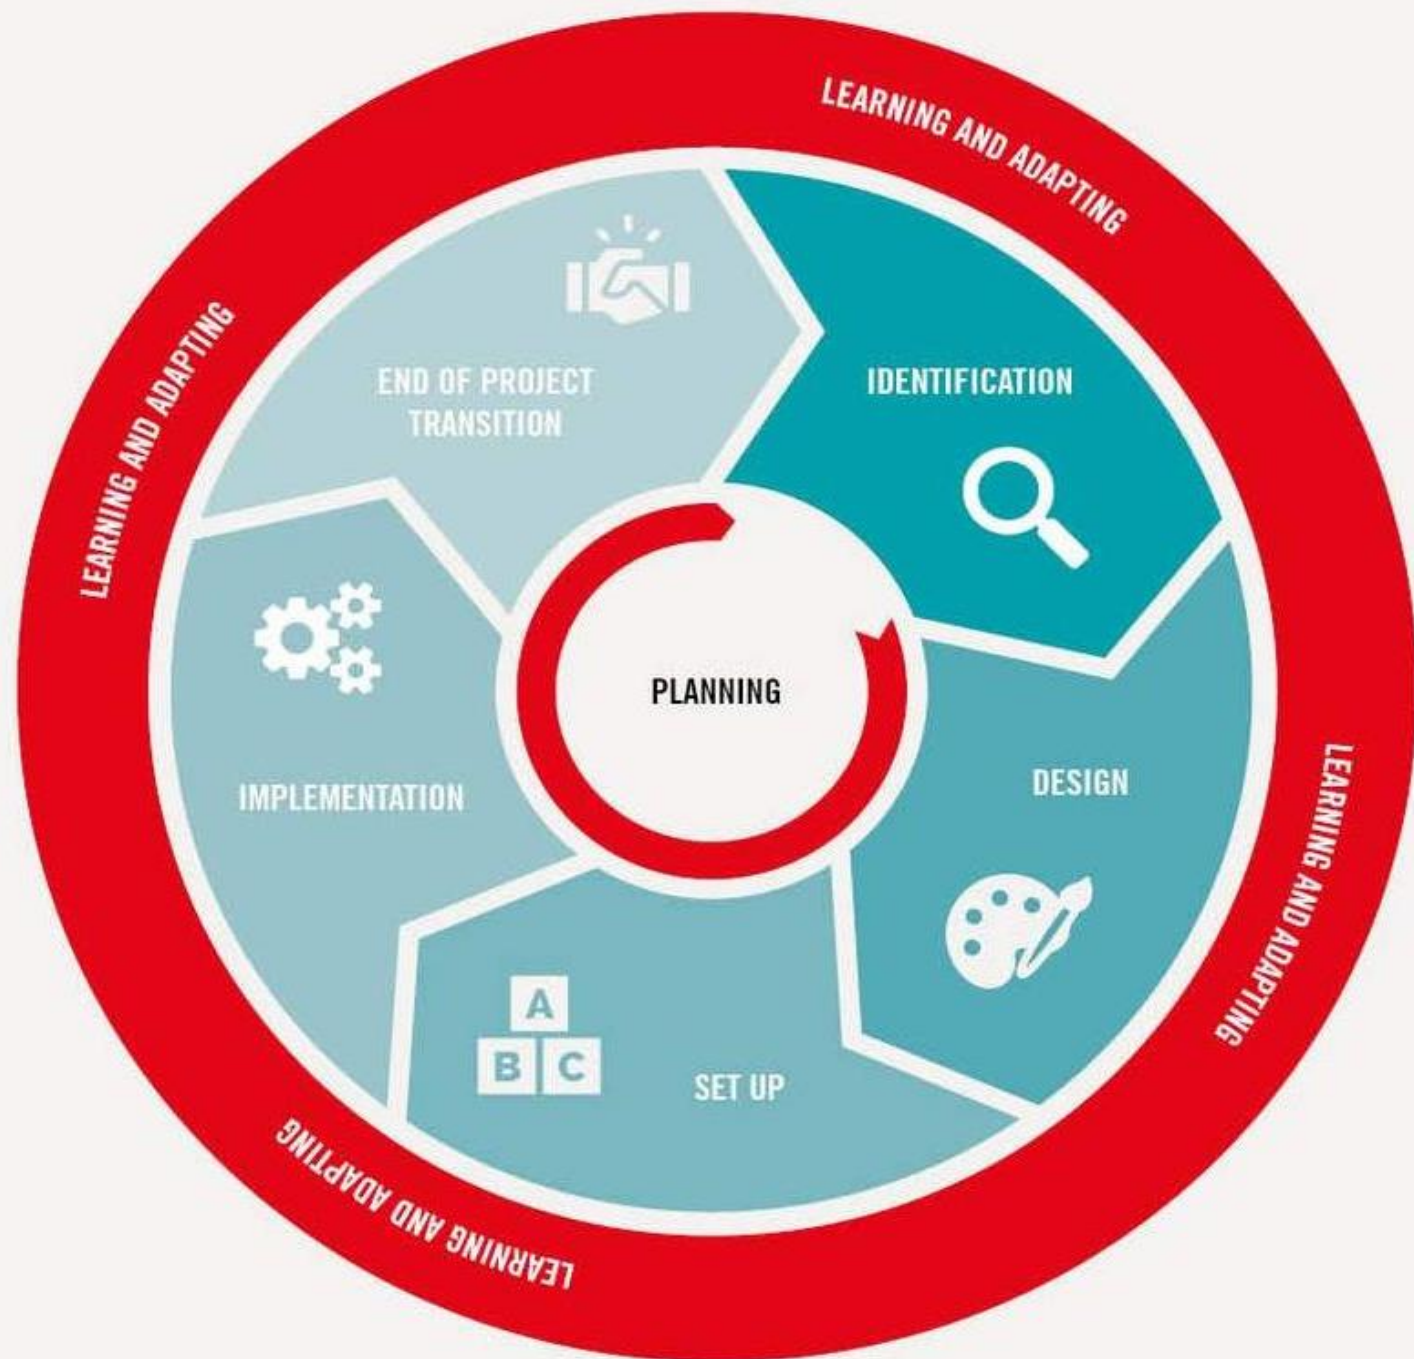 LEARNING AND ADAPTING
IDENTIFICATION
LEARNING AND ADAPTING
DESIGN
SET UP
A
B C
LEARNING AND ADAPTING
IMPLEMENTATION
LEARNING AND ADAPTING
END OF PROJECT
TRANSITION
PLANNING